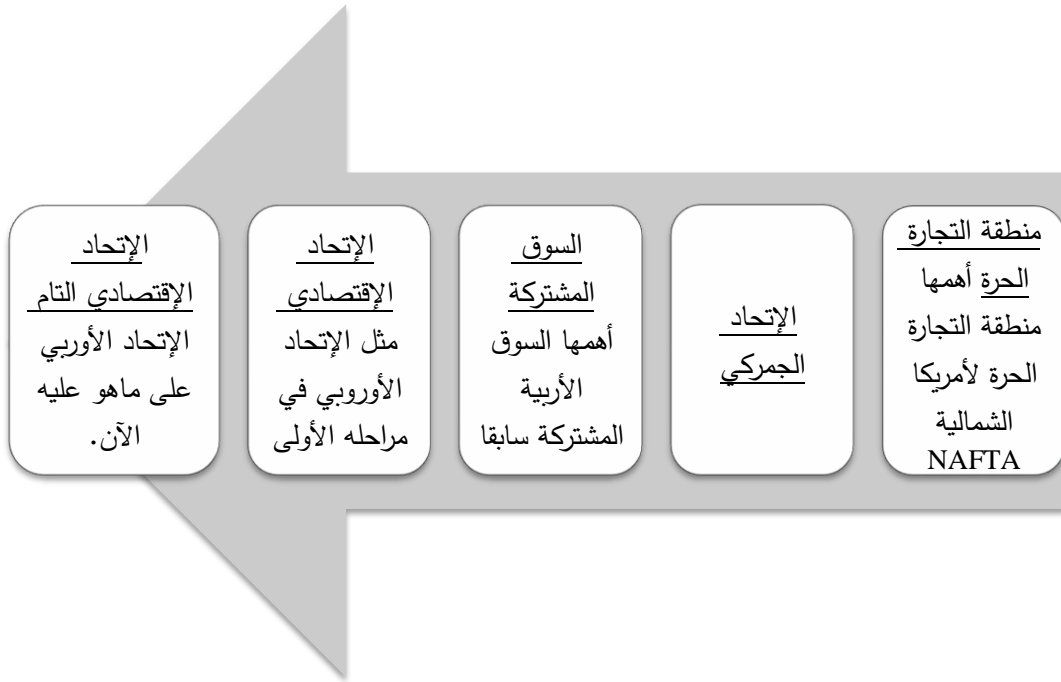 منطقة التجارة
الحرة أهمها
منطقة التجارة
الحرة لأمريكا
الشمالية
NAFTA
الإتحاد
الجمركي
السوق
المشتركة
أهمها السوق
الأربية
المشتركة سابقا
الإتحاد
الإقتصادي
مثل الإتحاد
الأوروبي في
مراحله الأولى
الإتحاد
الإقتصادي التام
الإتحاد الأوربي
على ماهو عليه
الآن.